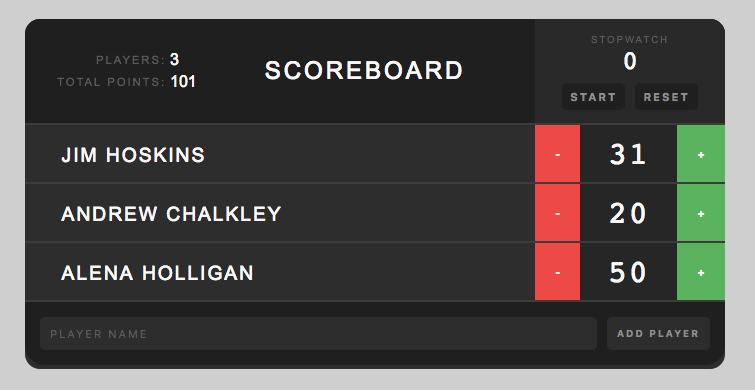 PLAYERS: 3
TOTAL POINTS: 101
SCOREBOARD
STOPWATCH
0
START RESET
JIM HOSKINS - 31 +
ANDREW CHALKLEY - 20 +
ALENA HOLLIGAN - 50 +
PLAYER NAME ADD PLAYER